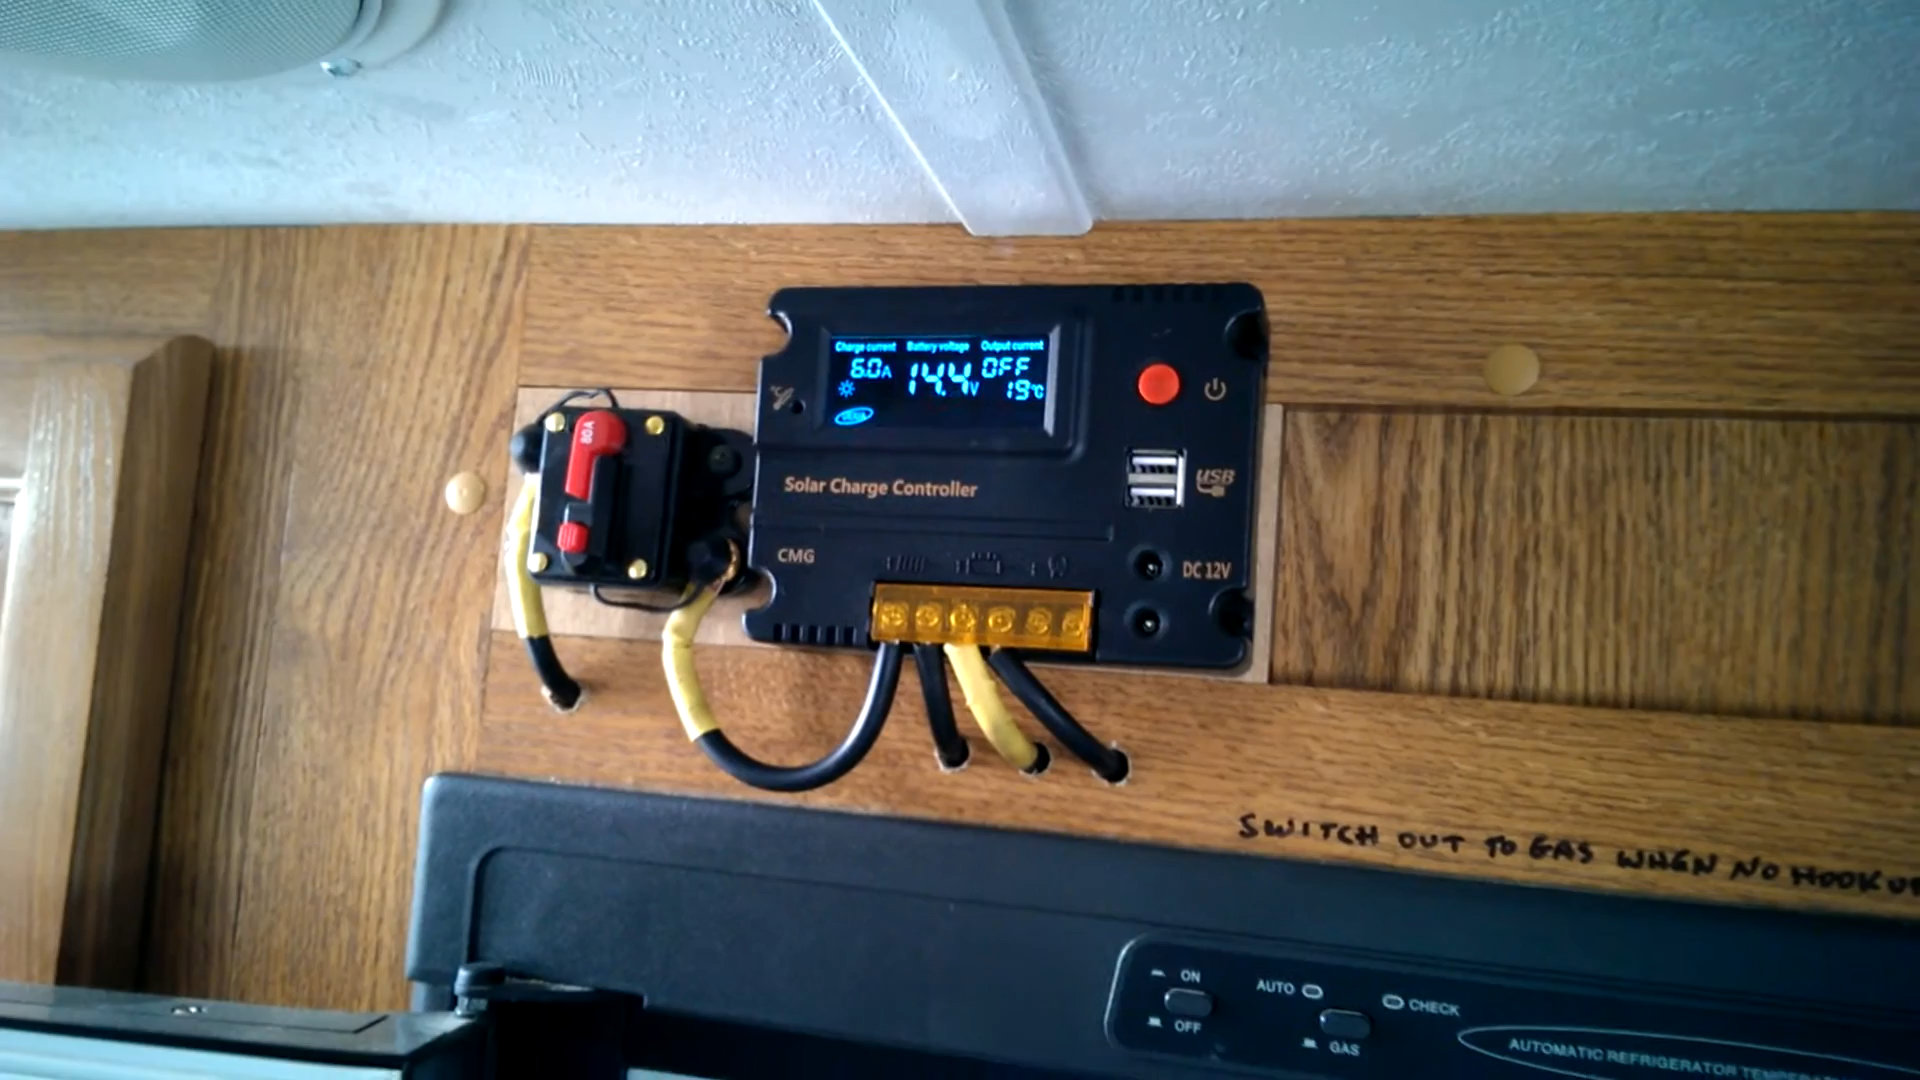 Charge current Battery voltage Output current
6.0A 14.4V OFF
19°C
80A
Solar Charge Controller
USB
CMG
DC 12V
SWITCH OUT TO GAS WHEN NO HOOKUP
ON
AUTO
CHECK
OFF
GAS
AUTOMATIC REFRIGERATOR